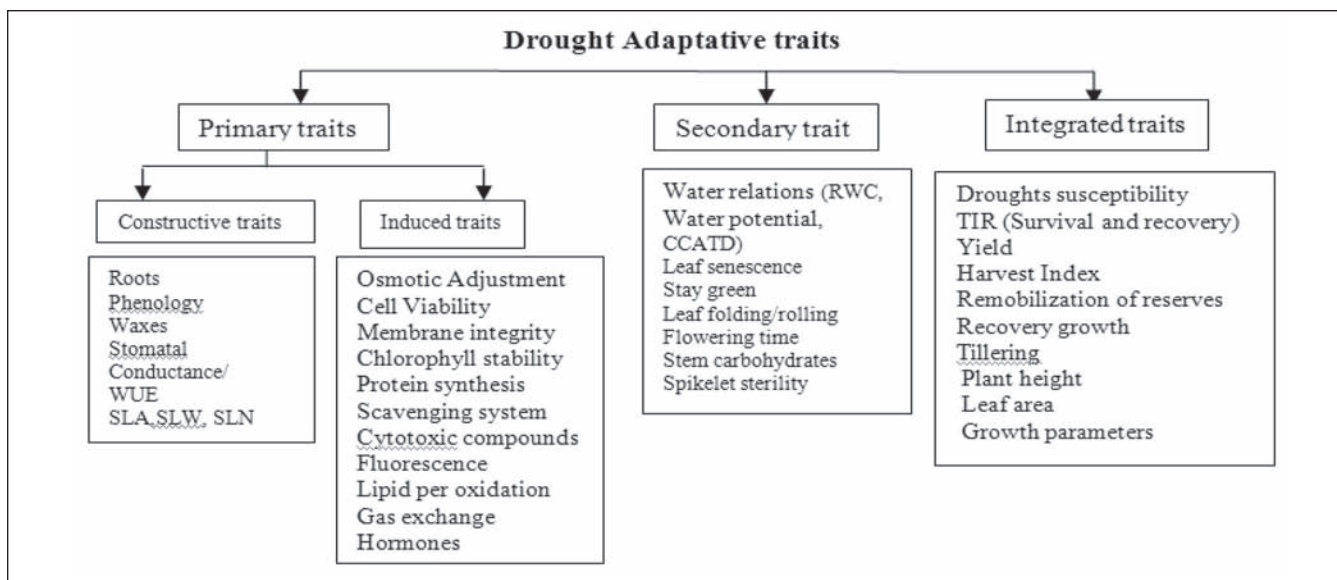 Drought Adaptative traits
Primary traits
Constructive traits
Roots
Phenology
Waxes
Stomatal
Conductance/
WUE
SLA,SLW, SLN
Induced traits
Osmotic Adjustment
Cell Viability
Membrane integrity
Chlorophyll stability
Protein synthesis
Scavenging system
Cytotoxic compounds
Fluorescence
Lipid per oxidation
Gas exchange
Hormones
Secondary trait
Water relations (RWC,
Water potential,
CCATD)
Leaf senescence
Stay green
Leaf folding/rolling
Flowering time
Stem carbohydrates
Spikelet sterility
Integrated traits
Droughts susceptibility
TIR (Survival and recovery)
Yield
Harvest Index
Remobilization of reserves
Recovery growth
Tillering
Plant height
Leaf area
Growth parameters